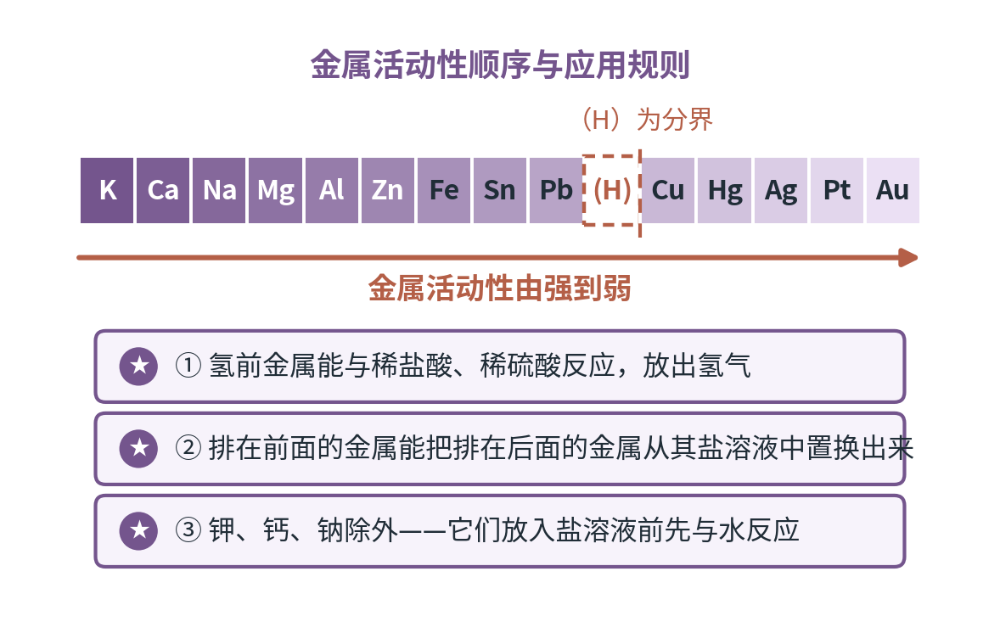 金属活动性顺序与应用规则
（H）为分界
K Ca Na Mg Al Zn Fe Sn Pb (H) Cu Hg Ag Pt Au
金属活动性由强到弱
★ ① 氢前金属能与稀盐酸、稀硫酸反应，放出氢气
★ ② 排在前面的金属能把排在后面的金属从其盐溶液中置换出来
★ ③ 钾、钙、钠除外——它们放入盐溶液前先与水反应